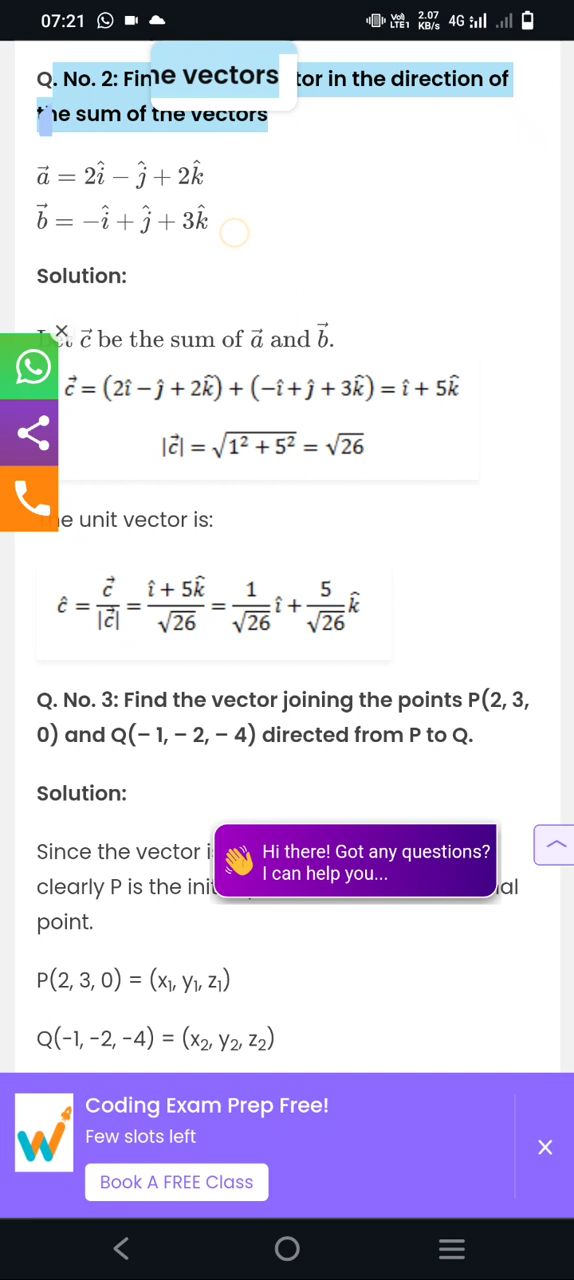 07:21 Vo) LTE1 2.07 KB/s 4G
Q. No. 2: Fin he vectors tor in the direction of
the sum of the vectors
a⃗ = 2î − ĵ + 2k̂
b⃗ = −î + ĵ + 3k̂
Solution:
c⃗ be the sum of a⃗ and b⃗.
c⃗ = (2î − ĵ + 2k̂) + (−î + ĵ + 3k̂) = î + 5k̂
|c⃗| = √(1² + 5²) = √26
e unit vector is:
ĉ = c⃗/|c⃗| = (î + 5k̂)/√26 = 1/√26 î + 5/√26 k̂
Q. No. 3: Find the vector joining the points P(2, 3,
0) and Q(– 1, – 2, – 4) directed from P to Q.
Solution:
Since the vector i
Hi there! Got any questions?
I can help you...
clearly P is the ini al
point.
P(2, 3, 0) = (x₁, y₁, z₁)
Q(−1, −2, −4) = (x₂, y₂, z₂)
Coding Exam Prep Free!
Few slots left
Book A FREE Class